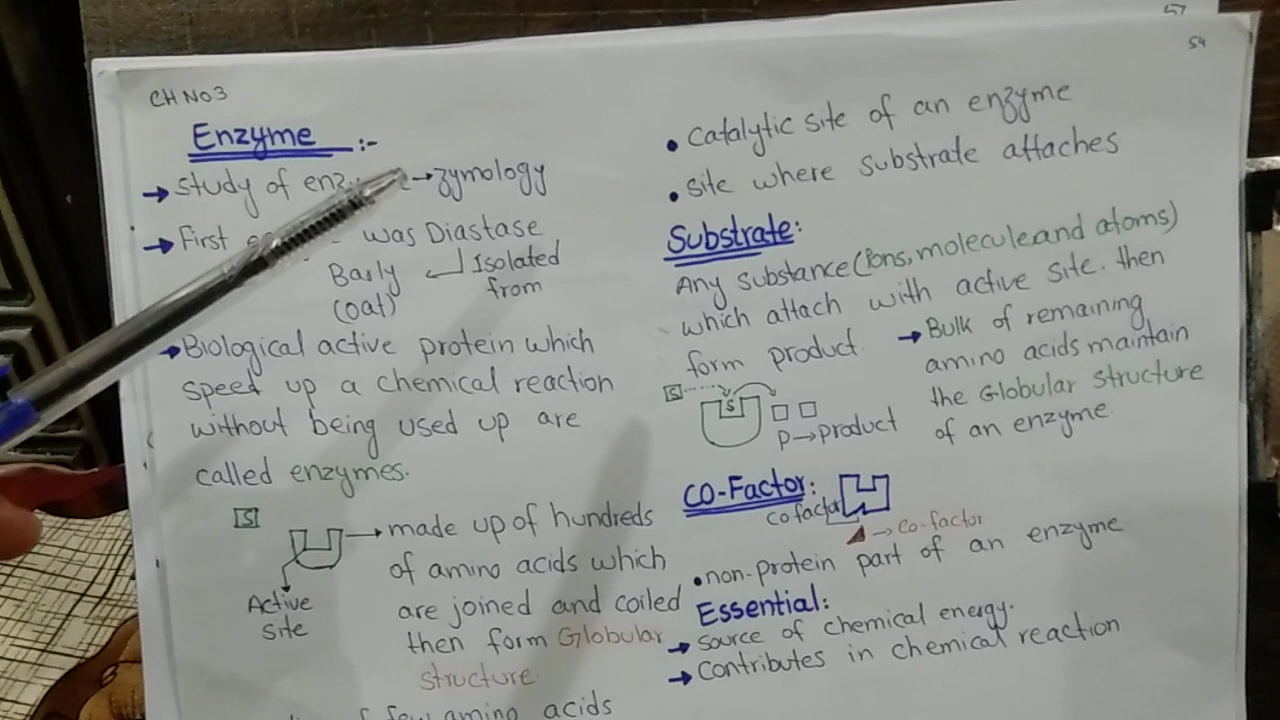 57
54
CH NO3
Enzyme :-
→ study of enz →zymology
→ First was Diastase
Barly Isolated
(oat) from
→ Biological active protein which
speed up a chemical reaction
without being used up are
called enzymes.
S
→ made up of hundreds
of amino acids which
are joined and coiled
then form Globular
structure.
Active
site
few amino acids
• catalytic site of an enzyme
• site where substrate attaches
Substrate:
Any substance (Ions, molecule and atoms)
which attach with active site. then
form product.
→ Bulk of remaining
amino acids maintain
the Globular structure
of an enzyme.
S
S
P→product
CO-Factor:
Cofactor
→ Co-factor
• non-protein part of an enzyme
Essential:
→ source of chemical energy.
→ Contributes in chemical reaction